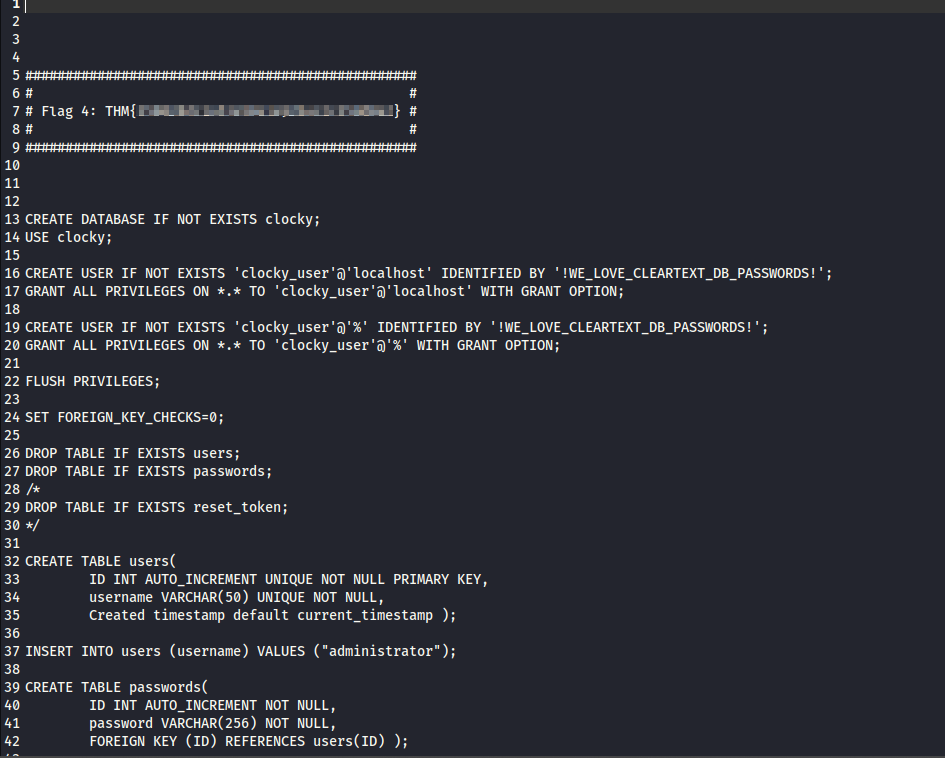 1
2
3
4
5 #################################################
6 # #
7 # Flag 4: THM{} #
8 # #
9 #################################################
10
11
12
13 CREATE DATABASE IF NOT EXISTS clocky;
14 USE clocky;
15
16 CREATE USER IF NOT EXISTS 'clocky_user'@'localhost' IDENTIFIED BY '!WE_LOVE_CLEARTEXT_DB_PASSWORDS!';
17 GRANT ALL PRIVILEGES ON *.* TO 'clocky_user'@'localhost' WITH GRANT OPTION;
18
19 CREATE USER IF NOT EXISTS 'clocky_user'@'%' IDENTIFIED BY '!WE_LOVE_CLEARTEXT_DB_PASSWORDS!';
20 GRANT ALL PRIVILEGES ON *.* TO 'clocky_user'@'%' WITH GRANT OPTION;
21
22 FLUSH PRIVILEGES;
23
24 SET FOREIGN_KEY_CHECKS=0;
25
26 DROP TABLE IF EXISTS users;
27 DROP TABLE IF EXISTS passwords;
28 /*
29 DROP TABLE IF EXISTS reset_token;
30 */
31
32 CREATE TABLE users(
33 ID INT AUTO_INCREMENT UNIQUE NOT NULL PRIMARY KEY,
34 username VARCHAR(50) UNIQUE NOT NULL,
35 Created timestamp default current_timestamp );
36
37 INSERT INTO users (username) VALUES ("administrator");
38
39 CREATE TABLE passwords(
40 ID INT AUTO_INCREMENT NOT NULL,
41 password VARCHAR(256) NOT NULL,
42 FOREIGN KEY (ID) REFERENCES users(ID) );